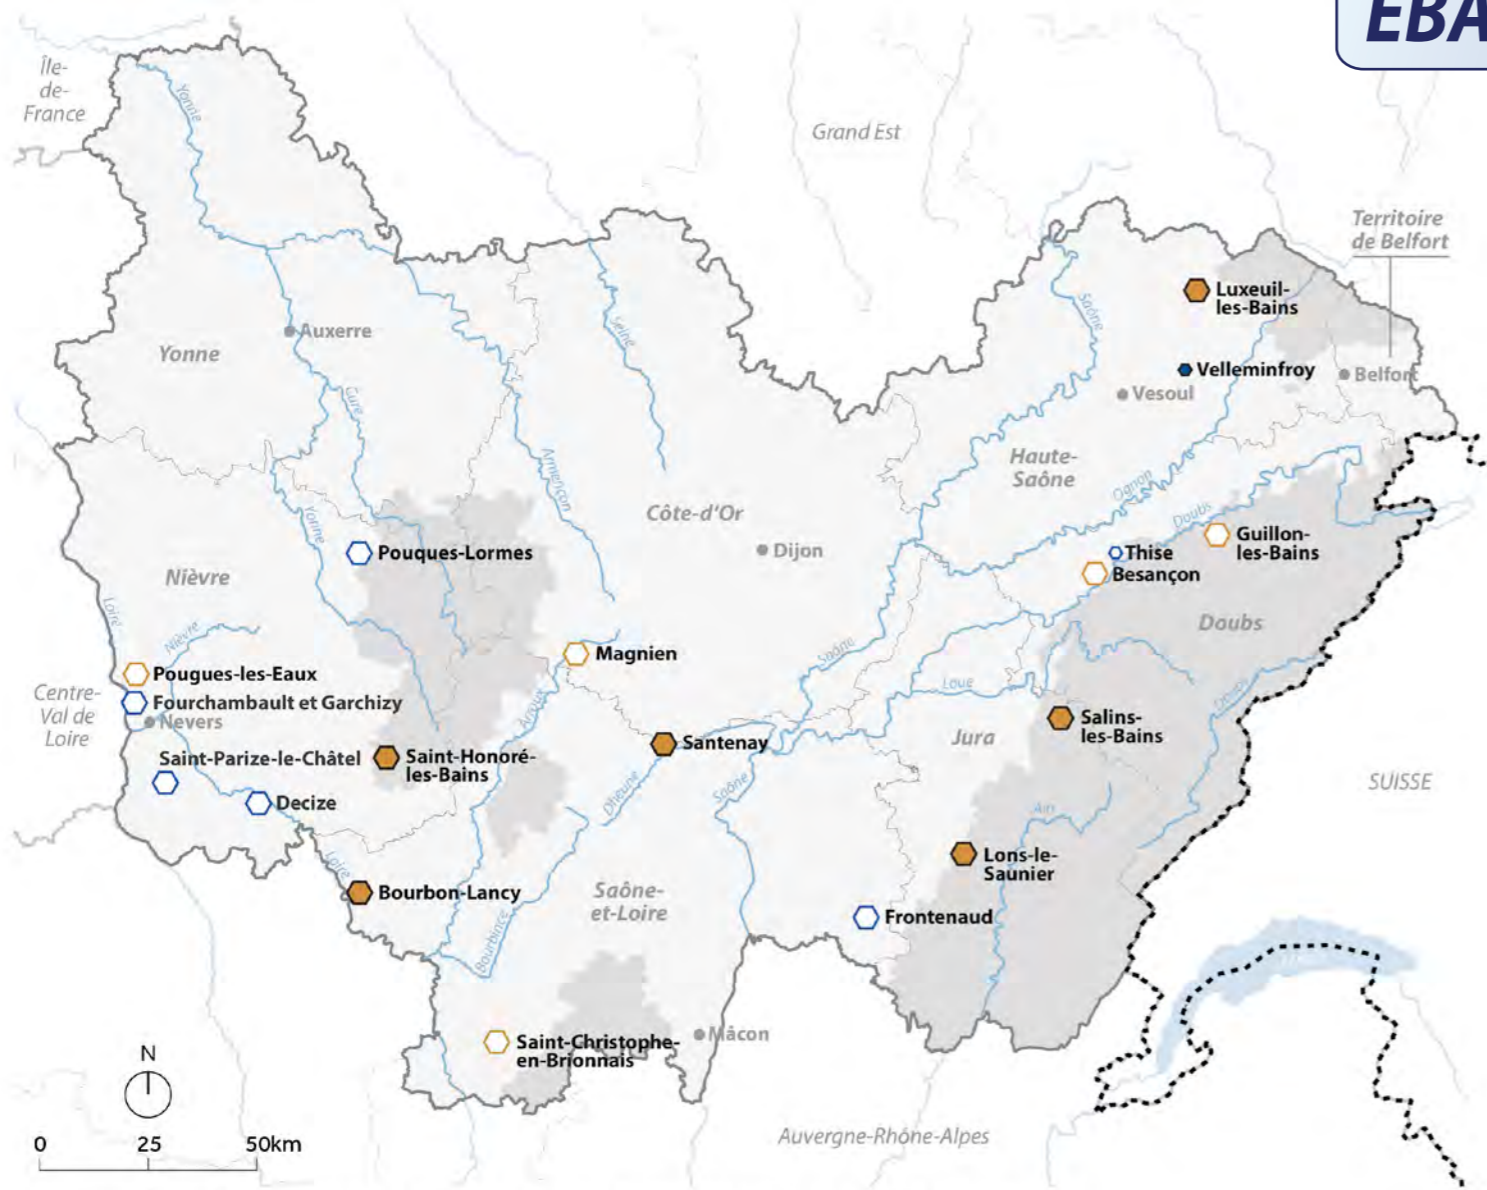 EBA
Île-
de-
France
Yonne
Grand Est
Territoire
de Belfort
Luxeuil-
les-Bains
Saône
Seine
Auxerre
Yonne
Velleminfroy
Belfort
Vesoul
Cure
Armençon
Haute-
Saône
Ognon
Côte-d'Or
Doubs
Yonne
Guillon-
les-Bains
Pouques-Lormes
Dijon
Thise
Besançon
Nièvre
Loire
Nièvre
Doubs
Saône
Magnien
Pougues-les-Eaux
Centre-
Val de
Loire
Fourchambault et Garchizy
Nevers
Loue
Doubs
Arroux
Salins-
les-Bains
Jura
Santenay
Saint-Parize-le-Châtel
Saint-Honoré-
les-Bains
SUISSE
Dheune
Saône
Decize
Ain
Loire
Lons-le-
Saunier
Bourbon-Lancy
Saône-
et-Loire
Frontenaud
Bourbince
Mâcon
Saint-Christophe-
en-Brionnais
N
0 25 50km
Auvergne-Rhône-Alpes